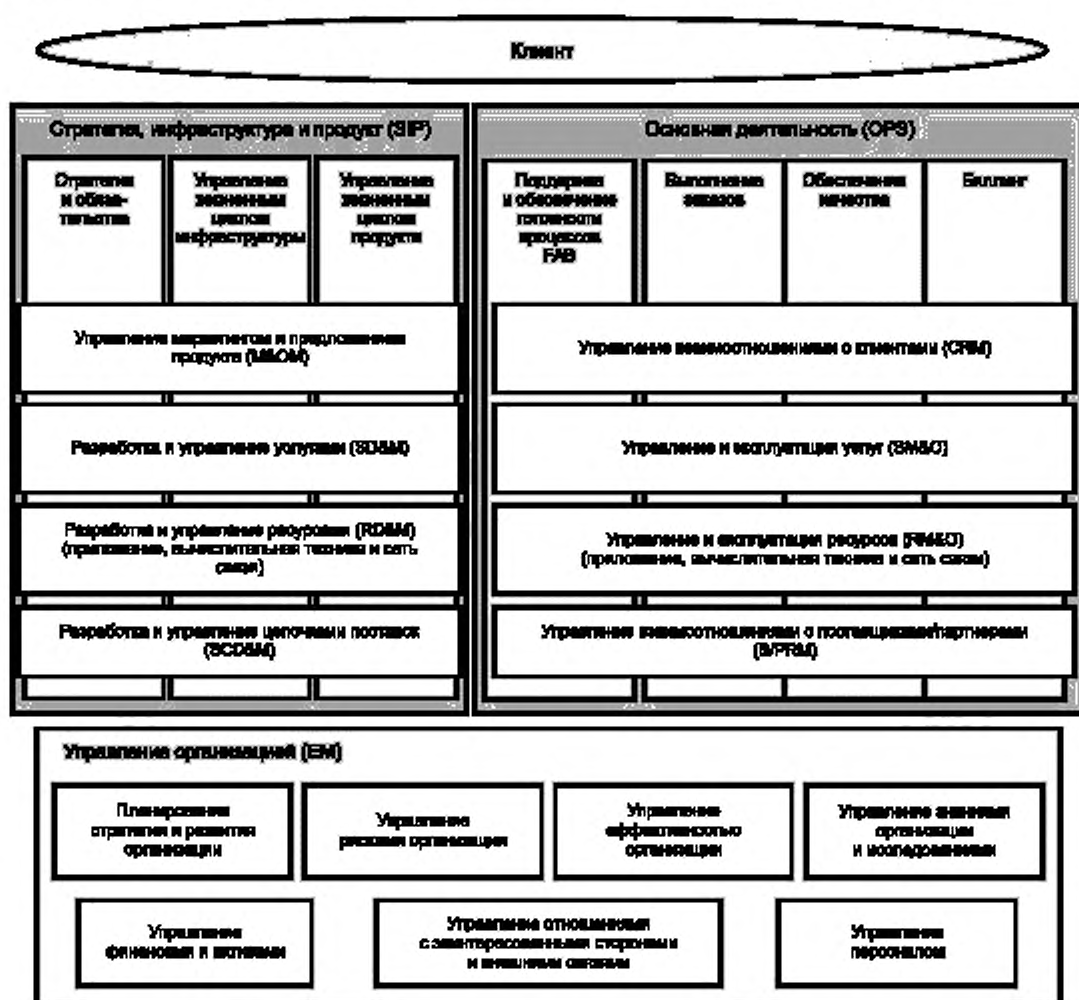 Клиент
Стратегия, инфраструктура и продукт (SIP)
Основная деятельность (OPS)
Стратегия
и обяза-
тельства
Управление
жизненным
циклом
инфраструктуры
Управление
жизненным
циклом
продукта
Поддержка
и обеспечение
готовности
процессов
FAB
Выполнение
заказов
Обеспечение
качества
Биллинг
Управление маркетингом и предложением
продукта (M&OM)
Управление взаимоотношениями с клиентами (CRM)
Разработка и управление услугами (SD&M)
Управление и эксплуатация услуг (SM&O)
Разработка и управление ресурсами (RD&M)
(приложение, вычислительная техника и сеть
связи)
Управление и эксплуатация ресурсов (RM&O)
(приложение, вычислительная техника и сеть связи)
Разработка и управление цепочками поставок
(SCD&M)
Управление взаимоотношениями с поставщиками/партнерами
(S/PRM)
Управление организацией (EM)
Планирование
стратегии и развития
организации
Управление
рисками организации
Управление
эффективностью
организации
Управление знаниями
организации
и исследованиями
Управление
финансами и активами
Управление отношениями
с заинтересованными сторонами
и внешними связями
Управление
персоналом